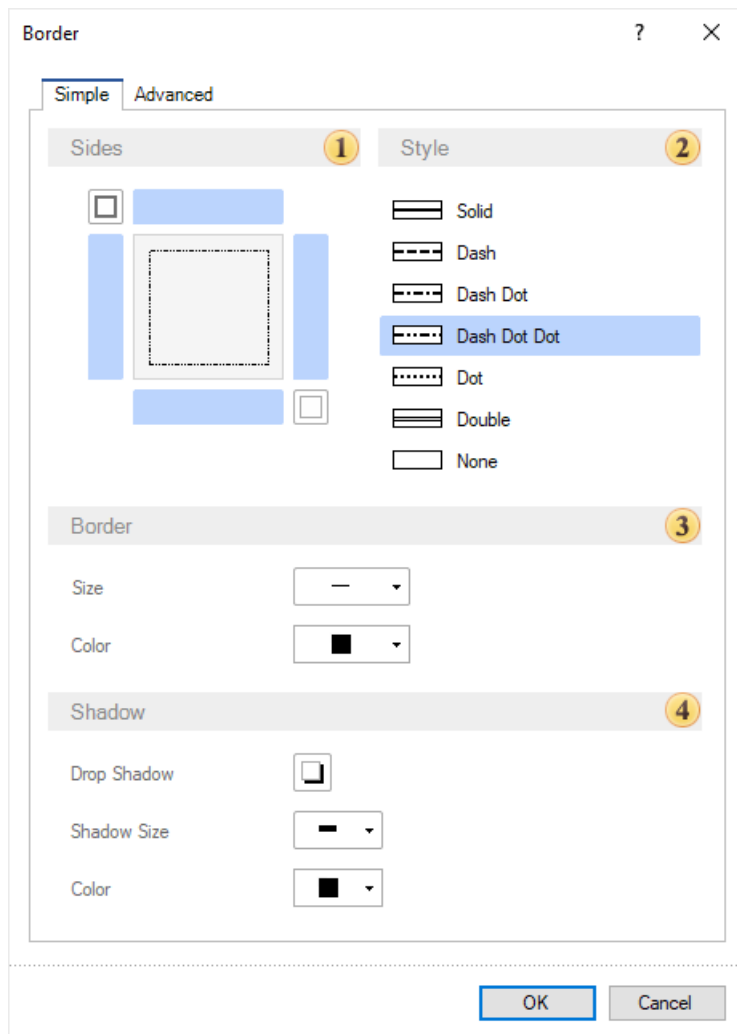 Border ?
Simple Advanced
Sides 1 Style 2
Solid
Dash
Dash Dot
Dash Dot Dot
Dot
Double
None
Border 3
Size
Color
Shadow 4
Drop Shadow
Shadow Size
Color
OK Cancel